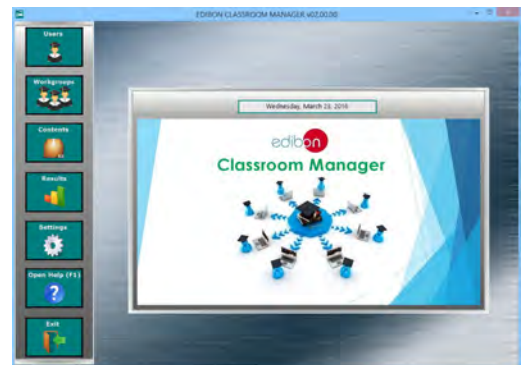 EDIBON CLASSROOM MANAGER v02.00.00
Users
Workgroups
Contents
Results
Settings
Open Help (F1)
Exit
Wednesday, March 23, 2016
edibon
Classroom Manager